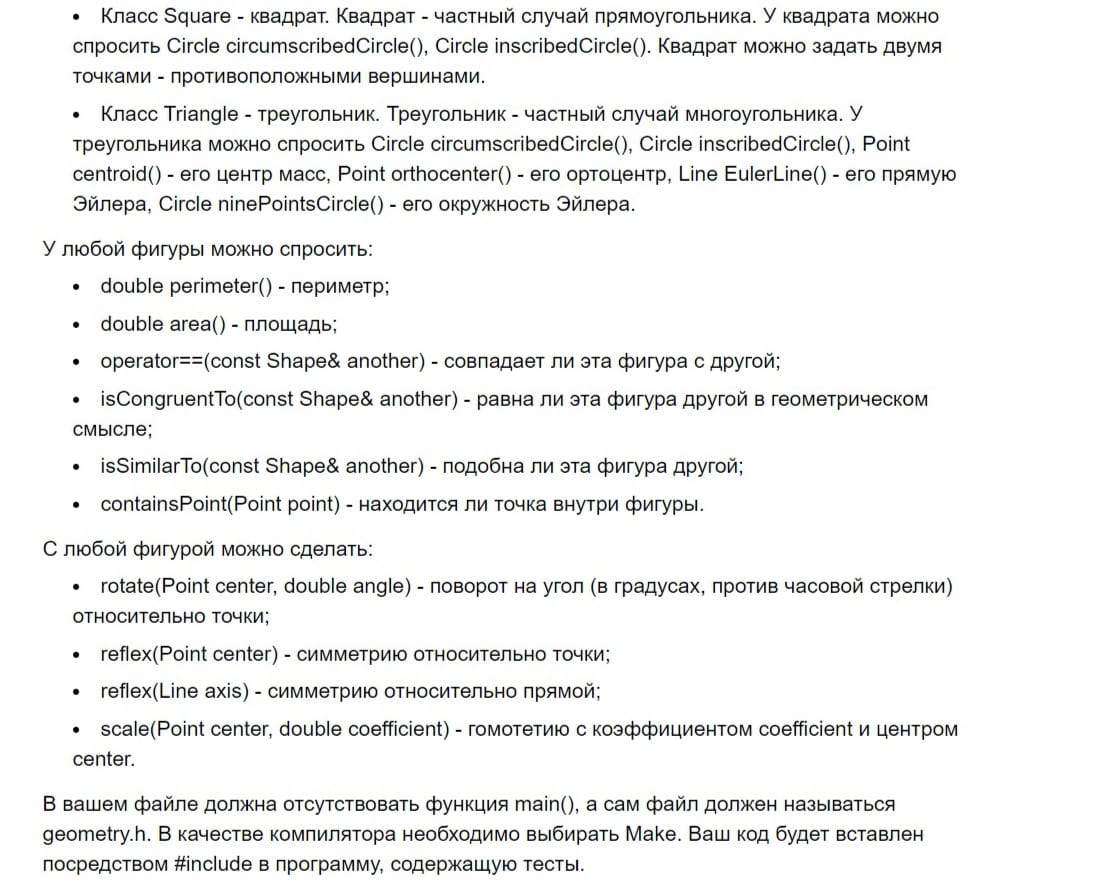 • Класс Square - квадрат. Квадрат - частный случай прямоугольника. У квадрата можно
спросить Circle circumscribedCircle(), Circle inscribedCircle(). Квадрат можно задать двумя
точками - противоположными вершинами.
• Класс Triangle - треугольник. Треугольник - частный случай многоугольника. У
треугольника можно спросить Circle circumscribedCircle(), Circle inscribedCircle(), Point
centroid() - его центр масс, Point orthocenter() - его ортоцентр, Line EulerLine() - его прямую
Эйлера, Circle ninePointsCircle() - его окружность Эйлера.
У любой фигуры можно спросить:
• double perimeter() - периметр;
• double area() - площадь;
• operator==(const Shape& another) - совпадает ли эта фигура с другой;
• isCongruentTo(const Shape& another) - равна ли эта фигура другой в геометрическом
смысле;
• isSimilarTo(const Shape& another) - подобна ли эта фигура другой;
• containsPoint(Point point) - находится ли точка внутри фигуры.
С любой фигурой можно сделать:
• rotate(Point center, double angle) - поворот на угол (в градусах, против часовой стрелки)
относительно точки;
• reflex(Point center) - симметрию относительно точки;
• reflex(Line axis) - симметрию относительно прямой;
• scale(Point center, double coefficient) - гомотетию с коэффициентом coefficient и центром
center.
В вашем файле должна отсутствовать функция main(), а сам файл должен называться
geometry.h. В качестве компилятора необходимо выбирать Make. Ваш код будет вставлен
посредством #include в программу, содержащую тесты.